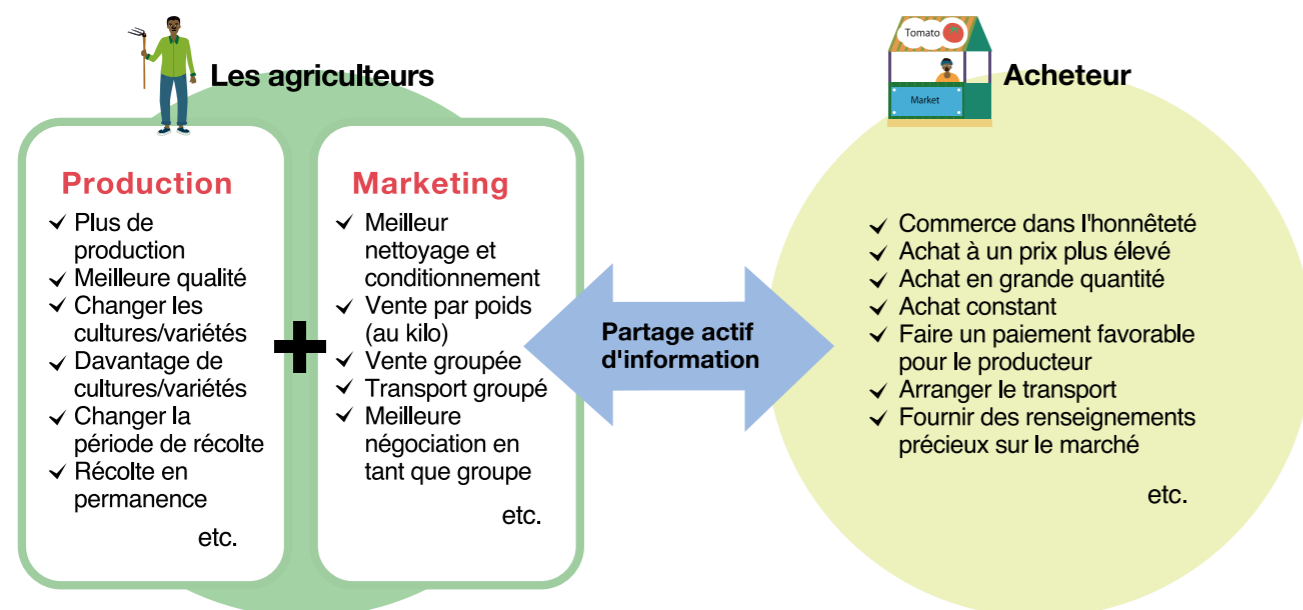 Les agriculteurs
Production
✓ Plus de
production
✓ Meilleure qualité
✓ Changer les
cultures/variétés
✓ Davantage de
cultures/variétés
✓ Changer la
période de récolte
✓ Récolte en
permanence
etc.
+
Marketing
✓ Meilleur
nettoyage et
conditionnement
✓ Vente par poids
(au kilo)
✓ Vente groupée
✓ Transport groupé
✓ Meilleure
négociation en
tant que groupe
etc.
Partage actif
d'information
Tomato
Market
Acheteur
✓ Commerce dans l'honnêteté
✓ Achat à un prix plus élevé
✓ Achat en grande quantité
✓ Achat constant
✓ Faire un paiement favorable
pour le producteur
✓ Arranger le transport
✓ Fournir des renseignements
précieux sur le marché
etc.